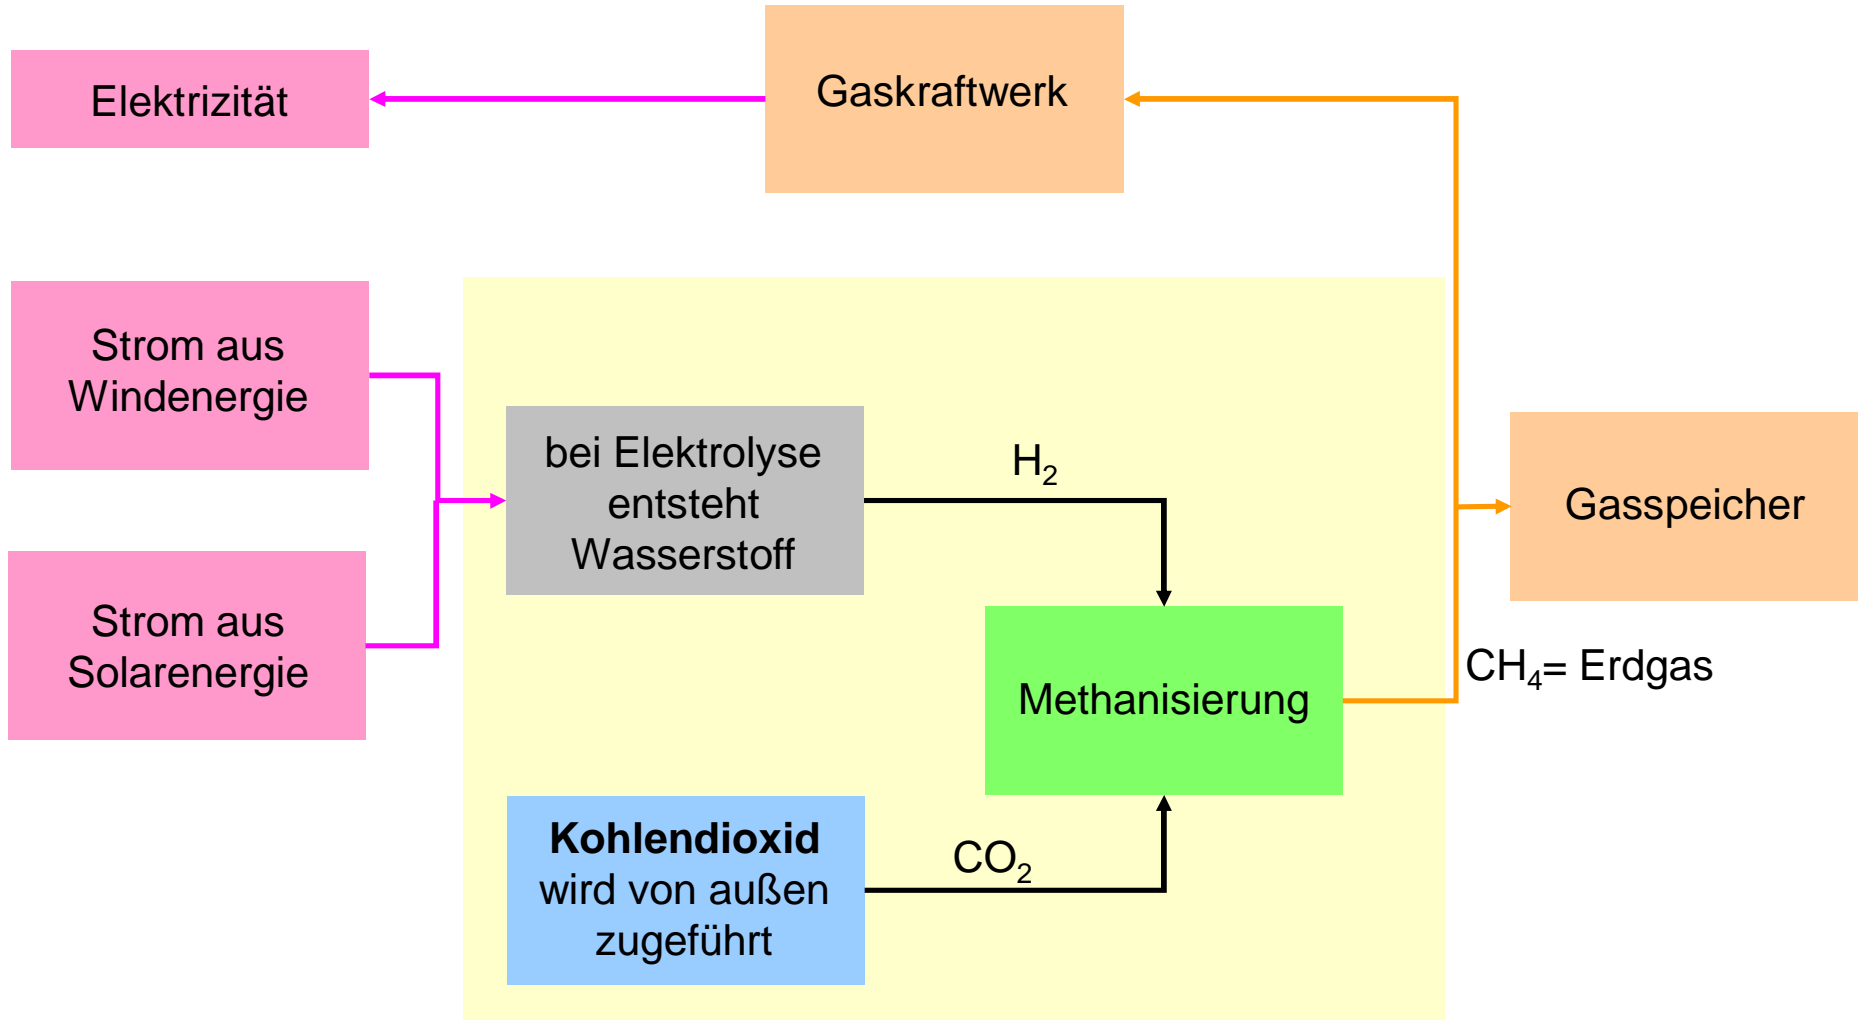 Elektrizität
Gaskraftwerk
Strom aus
Windenergie
bei Elektrolyse
entsteht
Wasserstoff
H₂
Gasspeicher
Strom aus
Solarenergie
Methanisierung
CH₄= Erdgas
Kohlendioxid
wird von außen
zugeführt
CO₂